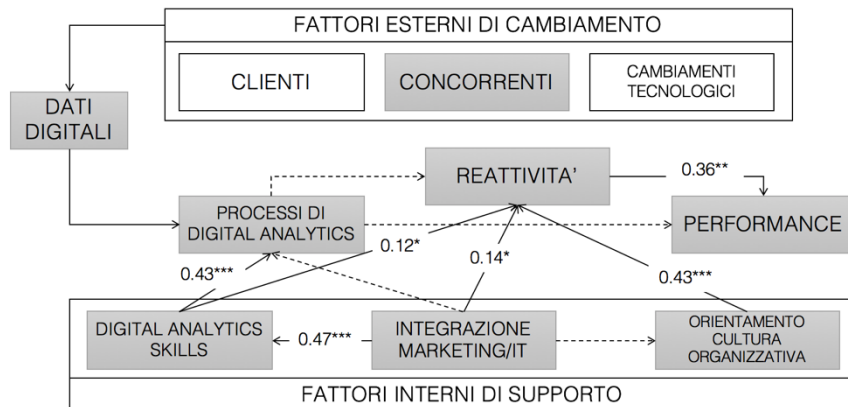 FATTORI ESTERNI DI CAMBIAMENTO
CLIENTI
CONCORRENTI
CAMBIAMENTI
TECNOLOGICI
DATI
DIGITALI
REATTIVITA'
0.36**
PROCESSI DI
DIGITAL ANALYTICS
PERFORMANCE
0.43***
0.12*
0.14*
0.43***
DIGITAL ANALYTICS
SKILLS
0.47***
INTEGRAZIONE
MARKETING/IT
ORIENTAMENTO
CULTURA
ORGANIZZATIVA
FATTORI INTERNI DI SUPPORTO